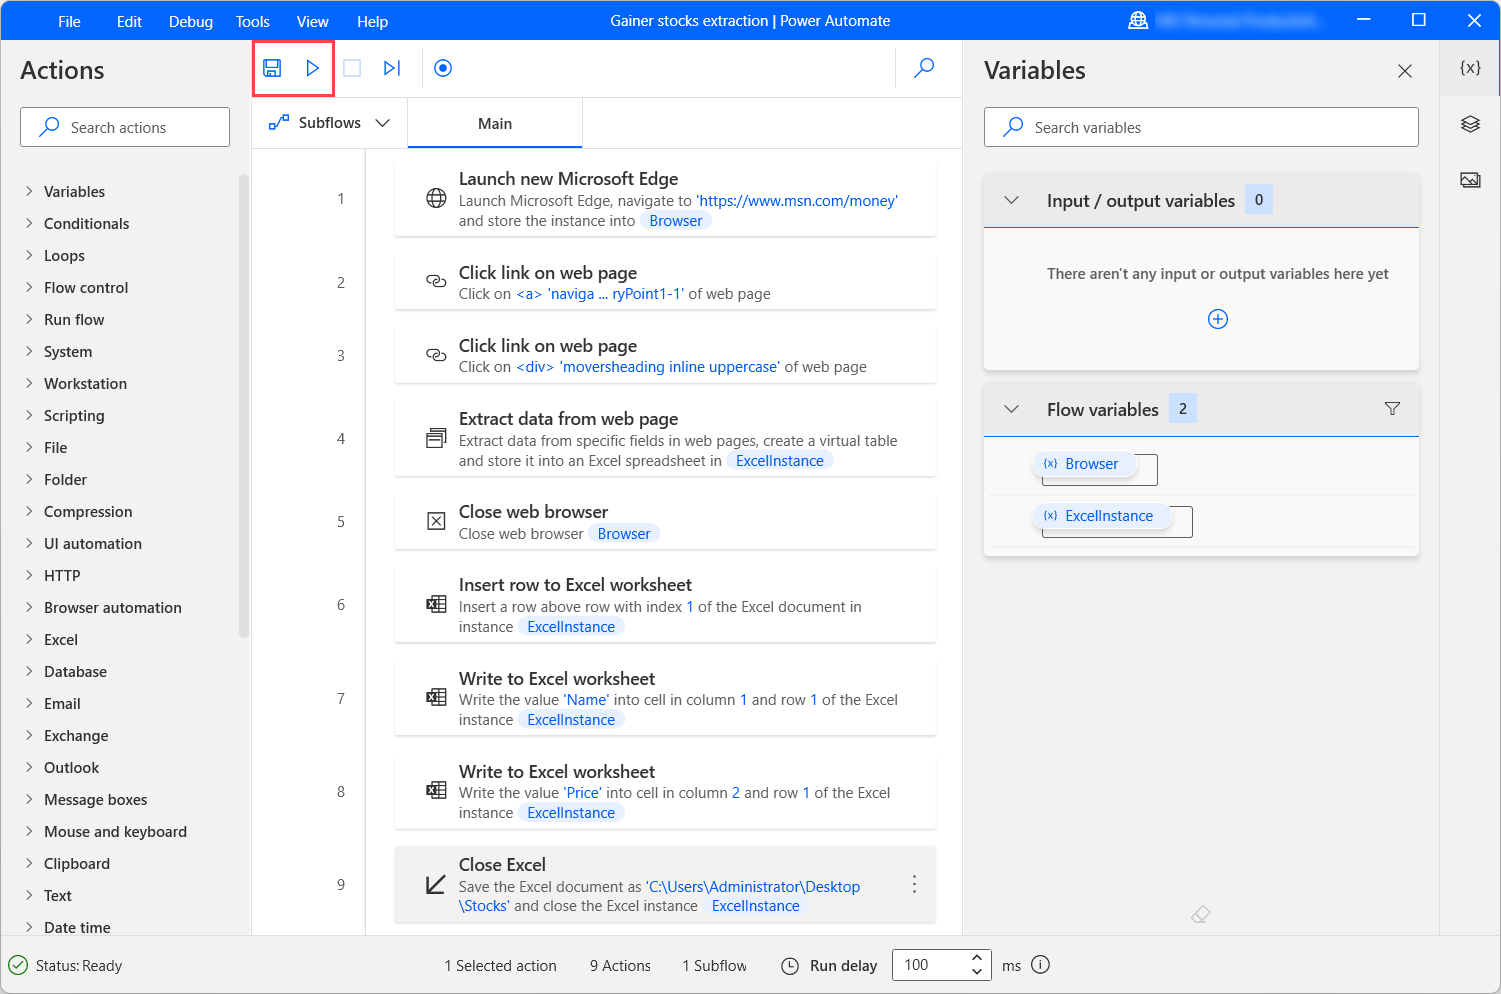 File Edit Debug Tools View Help
Gainer stocks extraction | Power Automate
Actions
Search actions
Variables
Conditionals
Loops
Flow control
Run flow
System
Workstation
Scripting
File
Folder
Compression
UI automation
HTTP
Browser automation
Excel
Database
Email
Exchange
Outlook
Message boxes
Mouse and keyboard
Clipboard
Text
Date time
Subflows
Main
1
Launch new Microsoft Edge
Launch Microsoft Edge, navigate to 'https://www.msn.com/money'
and store the instance into Browser
2
Click link on web page
Click on <a> 'naviga ... ryPoint1-1' of web page
3
Click link on web page
Click on <div> 'moversheading inline uppercase' of web page
4
Extract data from web page
Extract data from specific fields in web pages, create a virtual table
and store it into an Excel spreadsheet in ExcelInstance
5
Close web browser
Close web browser Browser
6
Insert row to Excel worksheet
Insert a row above row with index 1 of the Excel document in
instance ExcelInstance
7
Write to Excel worksheet
Write the value 'Name' into cell in column 1 and row 1 of the Excel
instance ExcelInstance
8
Write to Excel worksheet
Write the value 'Price' into cell in column 2 and row 1 of the Excel
instance ExcelInstance
9
Close Excel
Save the Excel document as 'C:\Users\Administrator\Desktop
\Stocks' and close the Excel instance ExcelInstance
Variables
{x}
Search variables
Input / output variables 0
There aren't any input or output variables here yet
Flow variables 2
{x} Browser
{x} ExcelInstance
Status: Ready
1 Selected action
9 Actions
1 Subflow
Run delay
100
ms